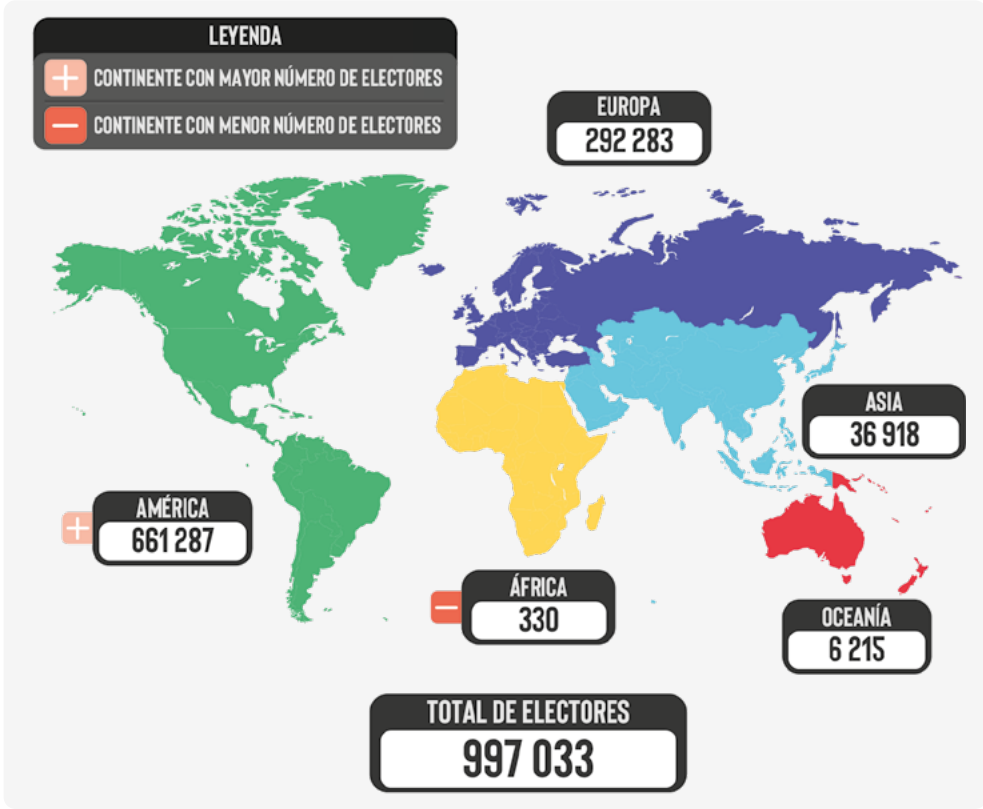 LEYENDA
+ CONTINENTE CON MAYOR NÚMERO DE ELECTORES
− CONTINENTE CON MENOR NÚMERO DE ELECTORES
EUROPA
292 283
ASIA
36 918
AMÉRICA
+ 661 287
ÁFRICA
− 330
OCEANÍA
6 215
TOTAL DE ELECTORES
997 033